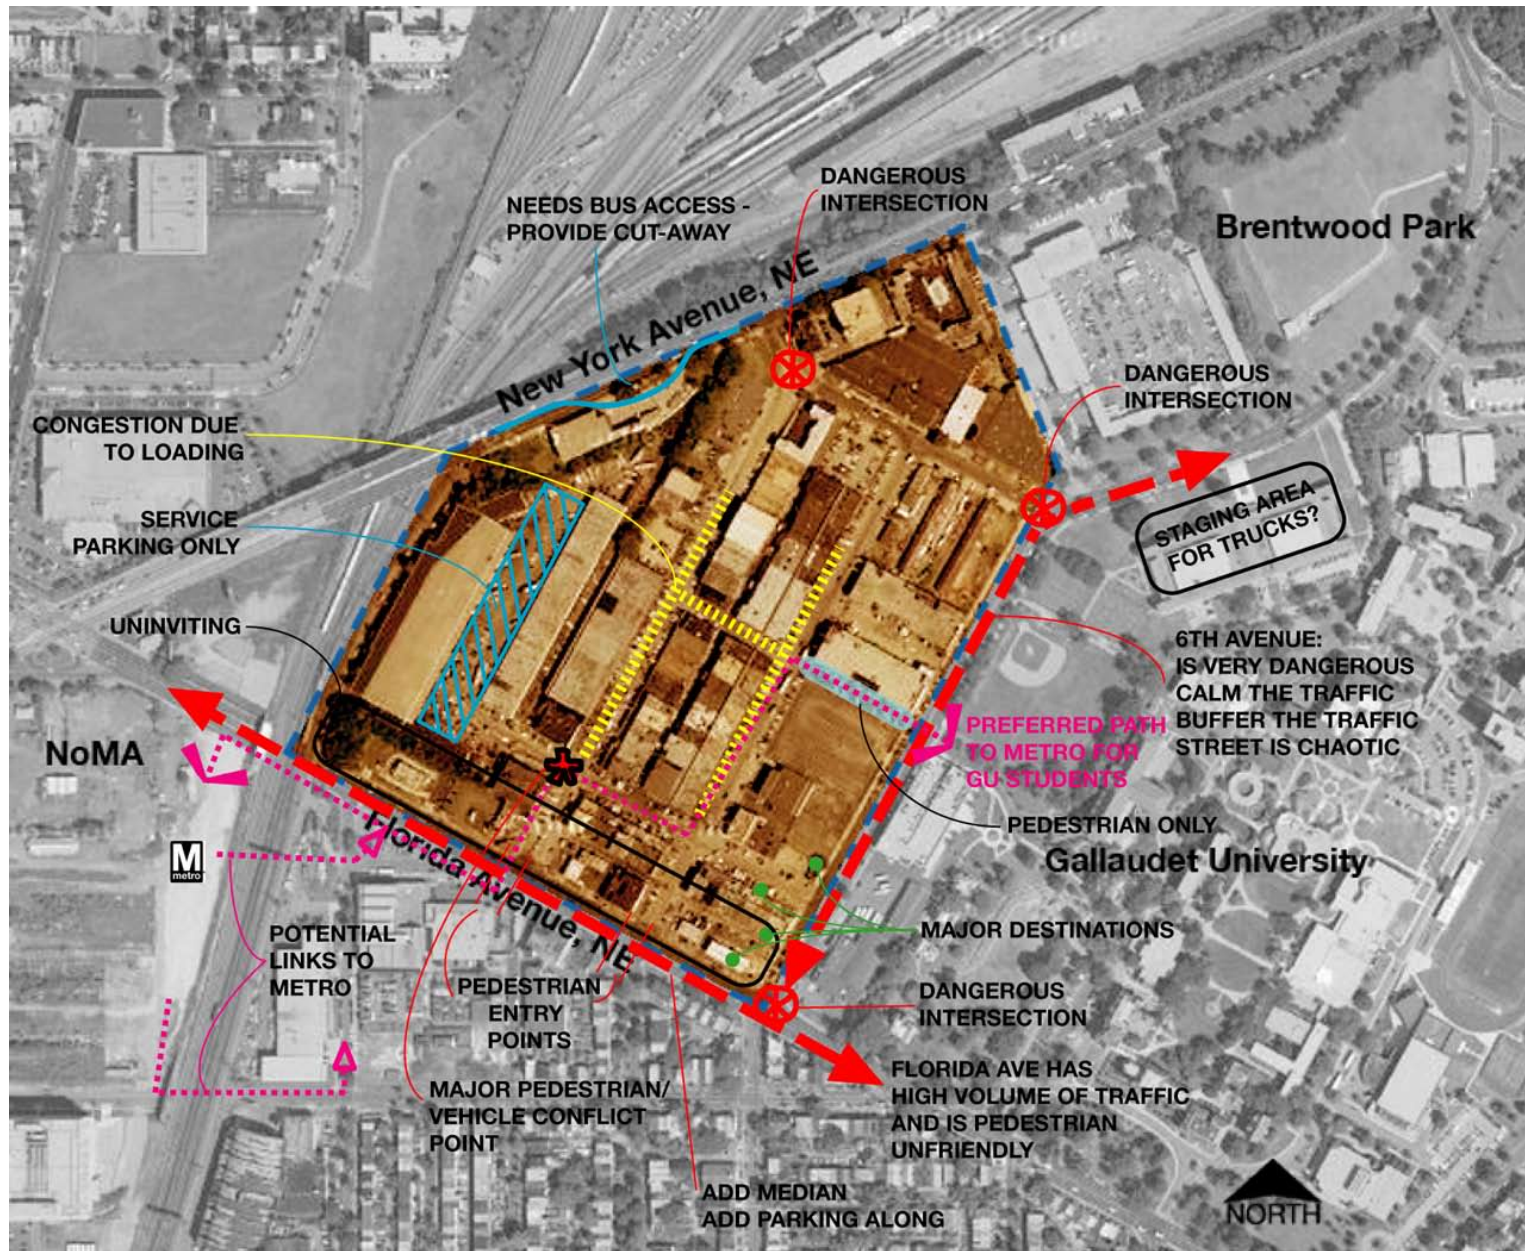 DANGEROUS
INTERSECTION
NEEDS BUS ACCESS -
PROVIDE CUT-AWAY
Brentwood Park
New York Avenue, NE
DANGEROUS
INTERSECTION
CONGESTION DUE
TO LOADING
SERVICE
PARKING ONLY
STAGING AREA
FOR TRUCKS?
UNINVITING
6TH AVENUE:
IS VERY DANGEROUS
CALM THE TRAFFIC
BUFFER THE TRAFFIC
STREET IS CHAOTIC
PREFERRED PATH
TO METRO FOR
GU STUDENTS
NoMA
PEDESTRIAN ONLY
Florida Avenue, NE
Gallaudet University
M
metro
MAJOR DESTINATIONS
POTENTIAL
LINKS TO
METRO
PEDESTRIAN
ENTRY
POINTS
DANGEROUS
INTERSECTION
MAJOR PEDESTRIAN/
VEHICLE CONFLICT
POINT
FLORIDA AVE HAS
HIGH VOLUME OF TRAFFIC
AND IS PEDESTRIAN
UNFRIENDLY
ADD MEDIAN
ADD PARKING ALONG
NORTH